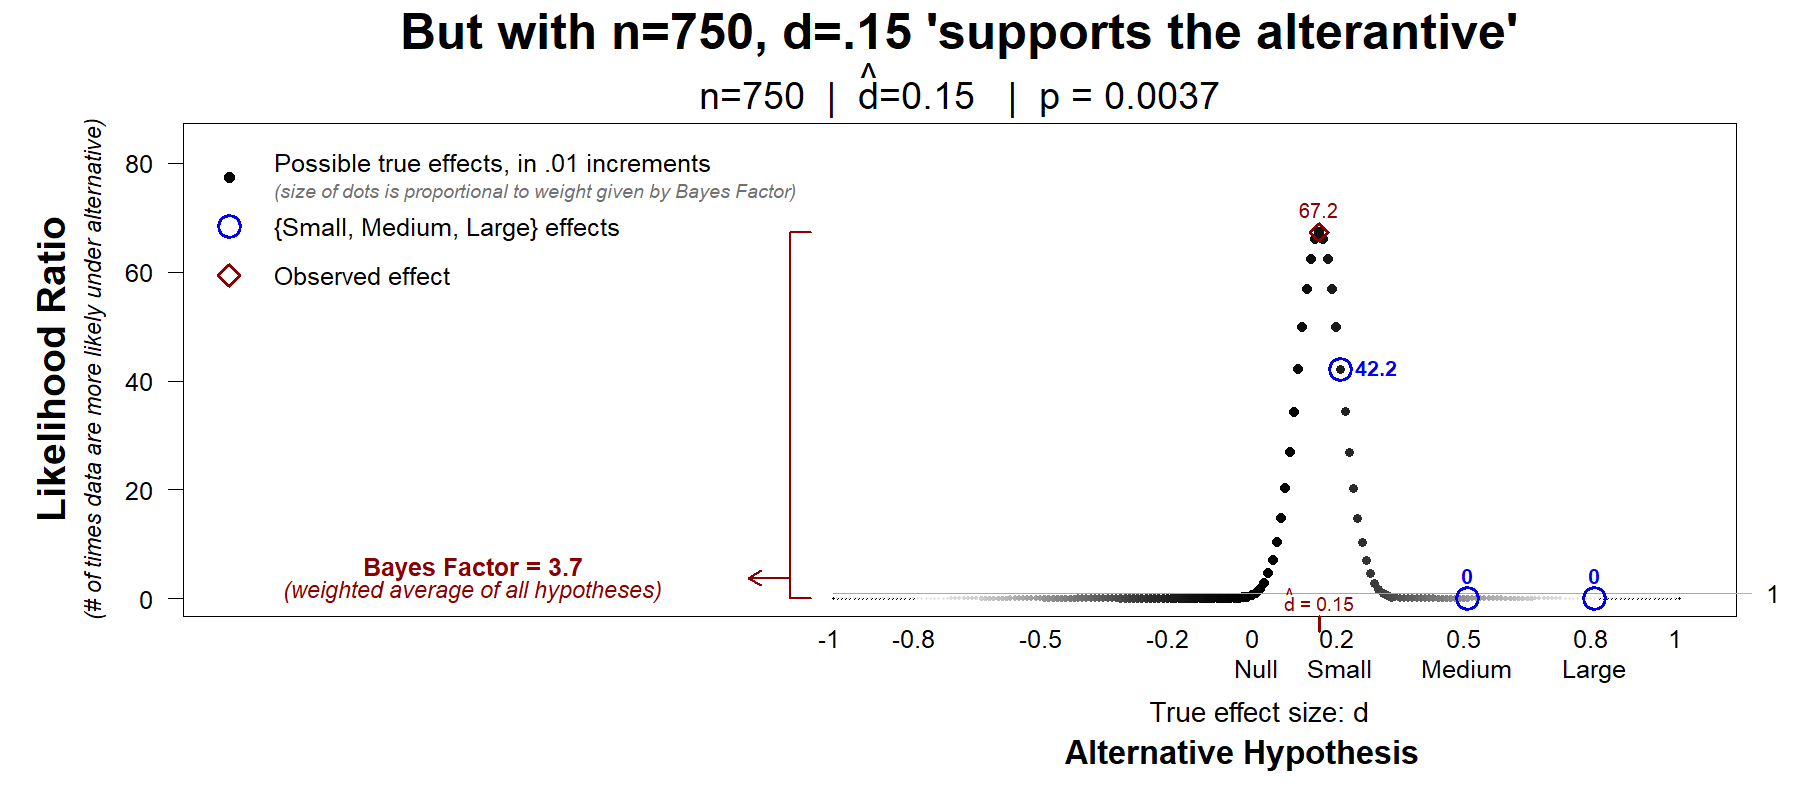 But with n=750, d=.15 'supports the alterantive'
n=750 | d̂=0.15 | p = 0.0037
Likelihood Ratio
(# of times data are more likely under alternative)
80
60
40
20
0
Possible true effects, in .01 increments
(size of dots is proportional to weight given by Bayes Factor)
{Small, Medium, Large} effects
Observed effect
67.2
42.2
Bayes Factor = 3.7
(weighted average of all hypotheses)
0
0
1
d̂ = 0.15
-1 -0.8 -0.5 -0.2 0 0.2 0.5 0.8 1
Null Small Medium Large
True effect size: d
Alternative Hypothesis